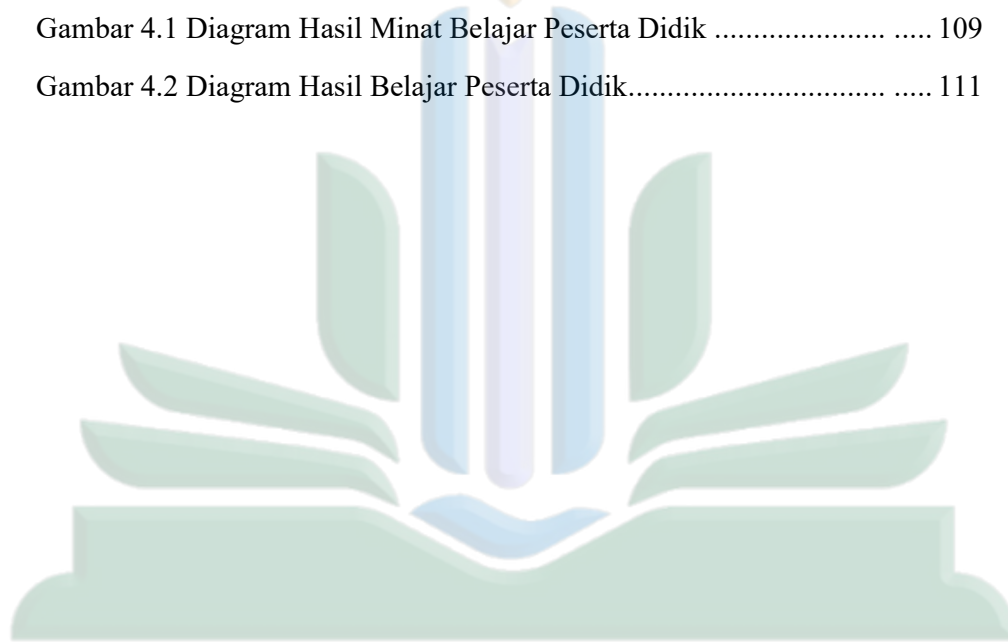 Gambar 4.1 Diagram Hasil Minat Belajar Peserta Didik ..................... ..... 109
Gambar 4.2 Diagram Hasil Belajar Peserta Didik............................... ..... 111